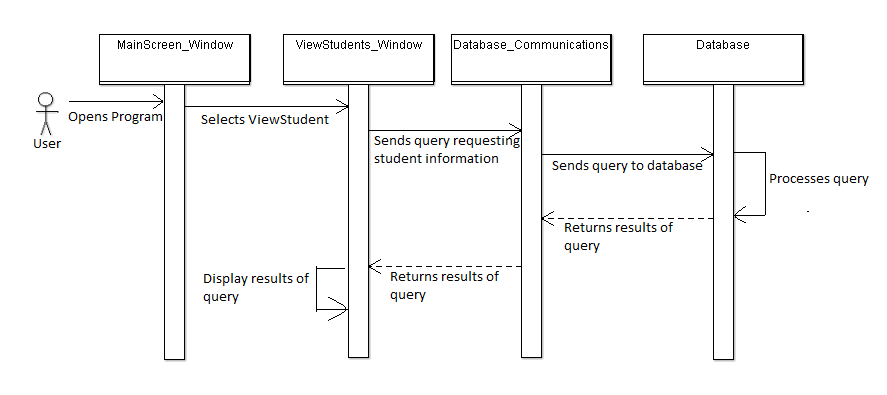 MainScreen_Window
ViewStudents_Window
Database_Communications
Database
User
Opens Program
Selects ViewStudent
Sends query requesting
student information
Sends query to database
Processes query
Returns results of
query
Returns results of
query
Display results of
query